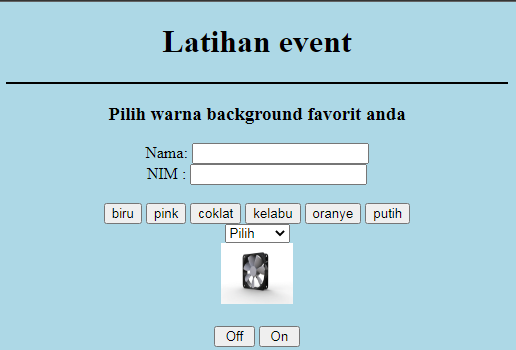 Latihan event
Pilih warna background favorit anda
Nama:
NIM :
biru pink coklat kelabu oranye putih
Pilih
Off On